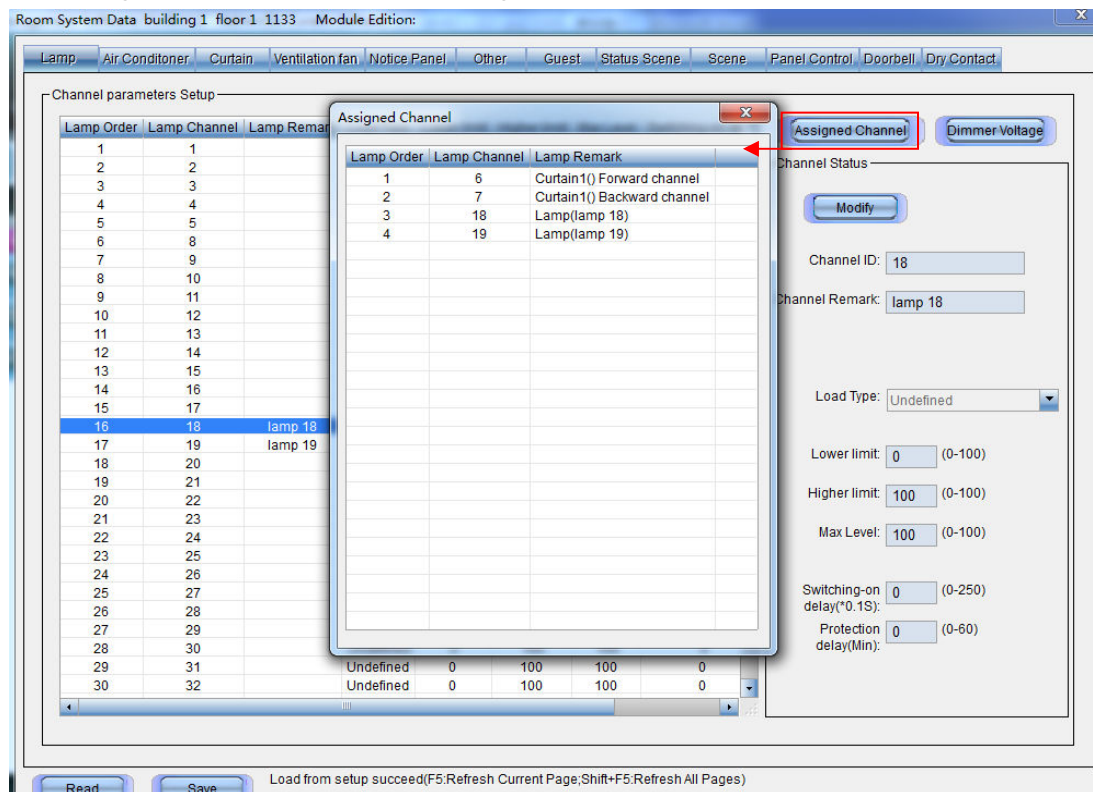 Room System Data building 1 floor 1 1133 Module Edition:
Lamp Air Conditoner Curtain Ventilation fan Notice Panel Other Guest Status Scene Scene Panel Control Doorbell Dry Contact
Channel parameters Setup
Lamp Order Lamp Channel Lamp Remar
1 1
2 2
3 3
4 4
5 5
6 8
7 9
8 10
9 11
10 12
11 13
12 14
13 15
14 16
15 17
16 18 lamp 18
17 19 lamp 19
18 20
19 21
20 22
21 23
22 24
23 25
24 26
25 27
26 28
27 29
28 30
29 31 Undefined 0 100 100 0
30 32 Undefined 0 100 100 0
Assigned Channel
Lamp Order Lamp Channel Lamp Remark
1 6 Curtain1() Forward channel
2 7 Curtain1() Backward channel
3 18 Lamp(lamp 18)
4 19 Lamp(lamp 19)
Assigned Channel Dimmer Voltage
Channel Status
Modify
Channel ID: 18
Channel Remark: lamp 18
Load Type: Undefined
Lower limit: 0 (0-100)
Higher limit: 100 (0-100)
Max Level: 100 (0-100)
Switching-on 0 (0-250)
delay(*0.1S):
Protection 0 (0-60)
delay(Min):
Read Save Load from setup succeed(F5:Refresh Current Page;Shift+F5:Refresh All Pages)